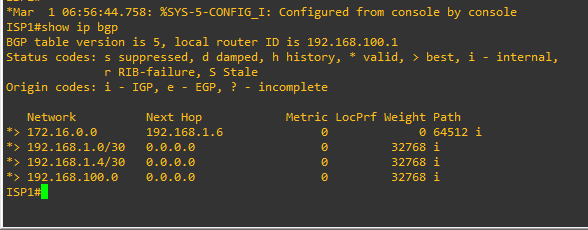 *Mar  1 06:56:44.758: %SYS-5-CONFIG_I: Configured from console by console
ISP1#show ip bgp
BGP table version is 5, local router ID is 192.168.100.1
Status codes: s suppressed, d damped, h history, * valid, > best, i - internal,
              r RIB-failure, S Stale
Origin codes: i - IGP, e - EGP, ? - incomplete

   Network          Next Hop            Metric LocPrf Weight Path
*> 172.16.0.0       192.168.1.6              0             0 64512 i
*> 192.168.1.0/30   0.0.0.0                  0         32768 i
*> 192.168.1.4/30   0.0.0.0                  0         32768 i
*> 192.168.100.0    0.0.0.0                  0         32768 i
ISP1#